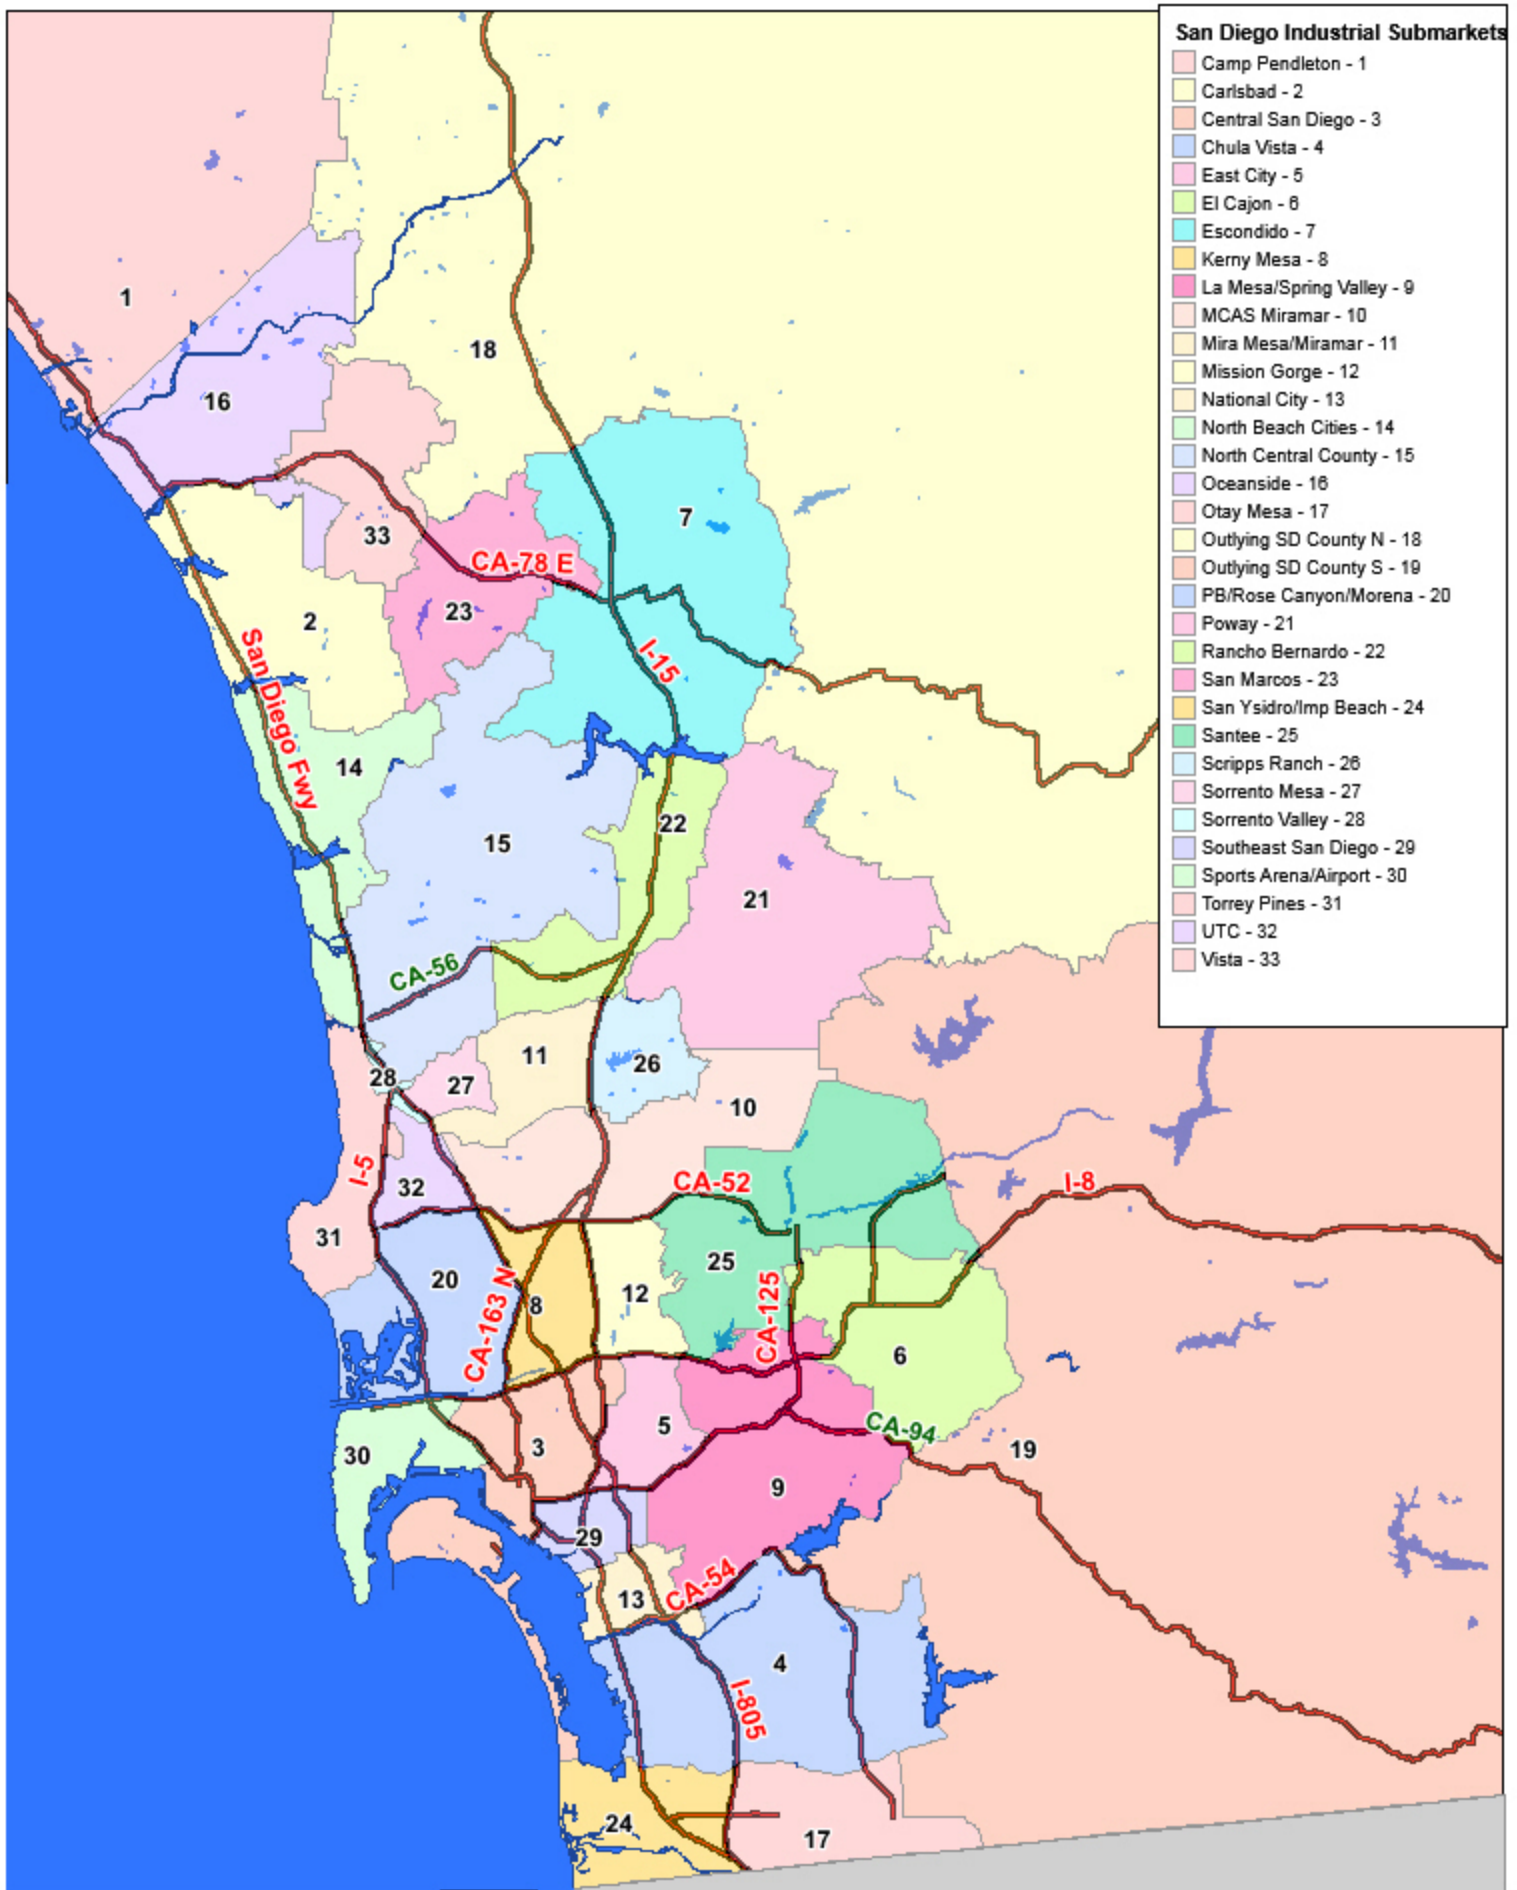 San Diego Industrial Submarkets
Camp Pendleton - 1
Carlsbad - 2
Central San Diego - 3
Chula Vista - 4
East City - 5
El Cajon - 6
Escondido - 7
Kerny Mesa - 8
La Mesa/Spring Valley - 9
MCAS Miramar - 10
Mira Mesa/Miramar - 11
Mission Gorge - 12
National City - 13
North Beach Cities - 14
North Central County - 15
Oceanside - 16
Otay Mesa - 17
Outlying SD County N - 18
Outlying SD County S - 19
PB/Rose Canyon/Morena - 20
Poway - 21
Rancho Bernardo - 22
San Marcos - 23
San Ysidro/Imp Beach - 24
Santee - 25
Scripps Ranch - 26
Sorrento Mesa - 27
Sorrento Valley - 28
Southeast San Diego - 29
Sports Arena/Airport - 30
Torrey Pines - 31
UTC - 32
Vista - 33
1
18
16
7
33
CA-78 E
23
2
I-15
San Diego Fwy
14
22
15
21
CA-56
11
26
28
27
10
I-5
32
CA-52
I-8
31
25
20
12
8
CA-163 N
CA-125
6
5
CA-94
3
30
19
9
29
CA-54
13
4
I-805
24
17